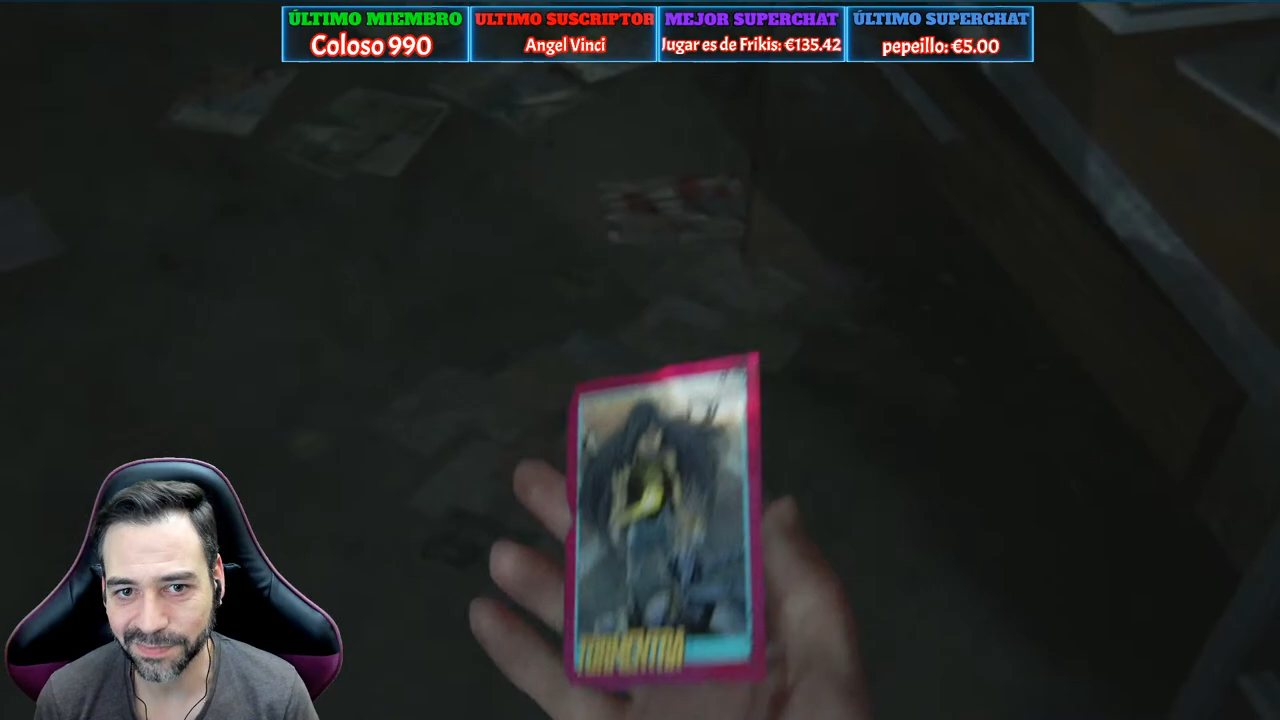 ÚLTIMO MIEMBRO
Coloso 990
ULTIMO SUSCRIPTOR
Angel Vinci
MEJOR SUPERCHAT
Jugar es de Frikis: €135.42
ÚLTIMO SUPERCHAT
pepeillo: €5.00
TORMENTRA